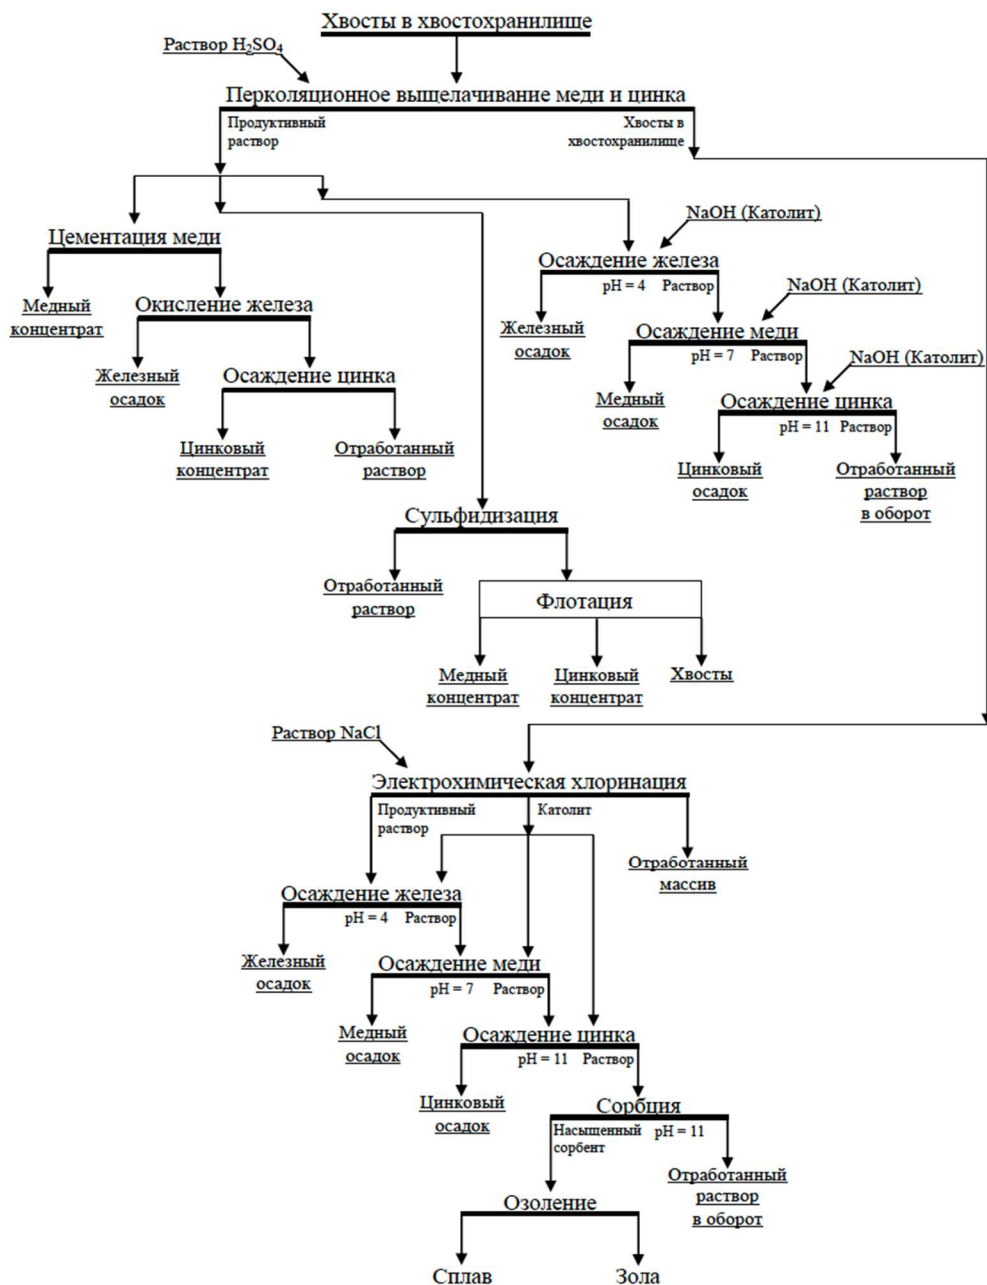 Хвосты в хвостохранилище
Раствор H₂SO₄
Перколяционное выщелачивание меди и цинка
Продуктивный
раствор
Хвосты в
хвостохранилище
NaOH (Католит)
Цементация меди
Осаждение железа
pH = 4 Раствор
NaOH (Католит)
Медный
концентрат
Окисление железа
Железный
осадок
Осаждение меди
pH = 7 Раствор
NaOH (Католит)
Железный
осадок
Осаждение цинка
Медный
осадок
Осаждение цинка
pH = 11 Раствор
Цинковый
концентрат
Отработанный
раствор
Цинковый
осадок
Отработанный
раствор
в оборот
Сульфидизация
Отработанный
раствор
Флотация
Медный
концентрат
Цинковый
концентрат
Хвосты
Раствор NaCl
Электрохимическая хлоринация
Продуктивный
раствор
Католит
Отработанный
массив
Осаждение железа
pH = 4 Раствор
Железный
осадок
Осаждение меди
pH = 7 Раствор
Медный
осадок
Осаждение цинка
pH = 11 Раствор
Цинковый
осадок
Сорбция
Насыщенный
сорбент
pH = 11
Отработанный
раствор
в оборот
Озоление
Сплав
Зола